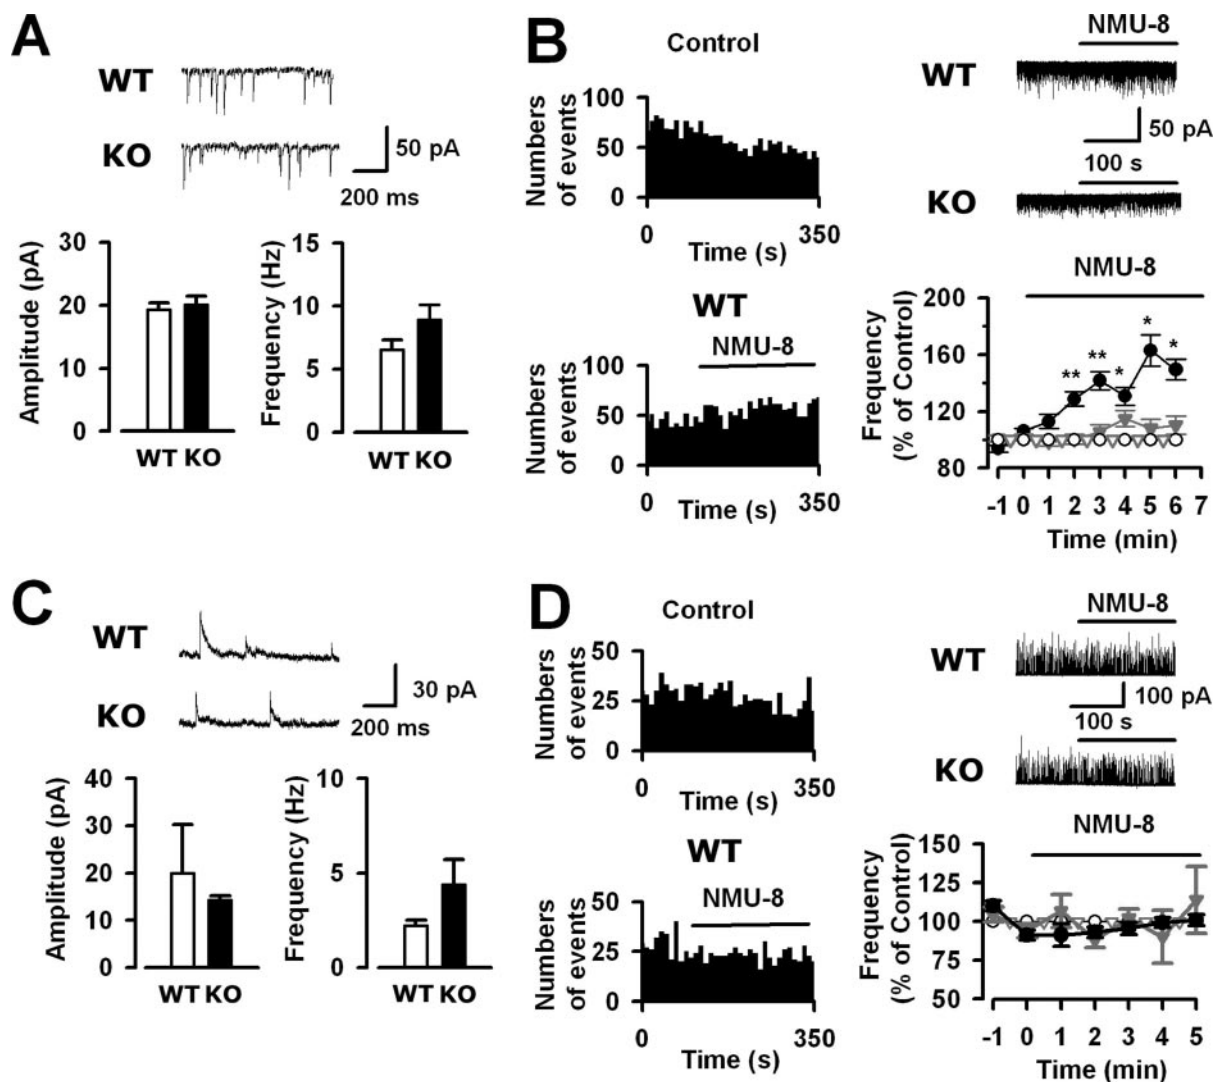 A
WT
KO
50 pA
200 ms
Amplitude (pA)
30
20
10
0
WT KO
Frequency (Hz)
15
10
5
0
WT KO
B
Control
Numbers
of events
100
50
0
0
350
Time (s)
WT
NMU-8
Numbers
of events
100
50
0
0
350
Time (s)
NMU-8
WT
50 pA
100 s
KO
NMU-8
Frequency
(% of Control)
200
160
120
80
**
**
*
*
*
-1 0 1 2 3 4 5 6 7
Time (min)
C
WT
KO
30 pA
200 ms
Amplitude (pA)
40
30
20
10
0
WT KO
Frequency (Hz)
10
5
0
WT KO
D
Control
Numbers
of events
50
25
0
0
350
Time (s)
WT
NMU-8
Numbers
of events
50
25
0
0
350
Time (s)
NMU-8
WT
100 pA
100 s
KO
NMU-8
Frequency
(% of Control)
150
125
100
75
50
-1 0 1 2 3 4 5
Time (min)